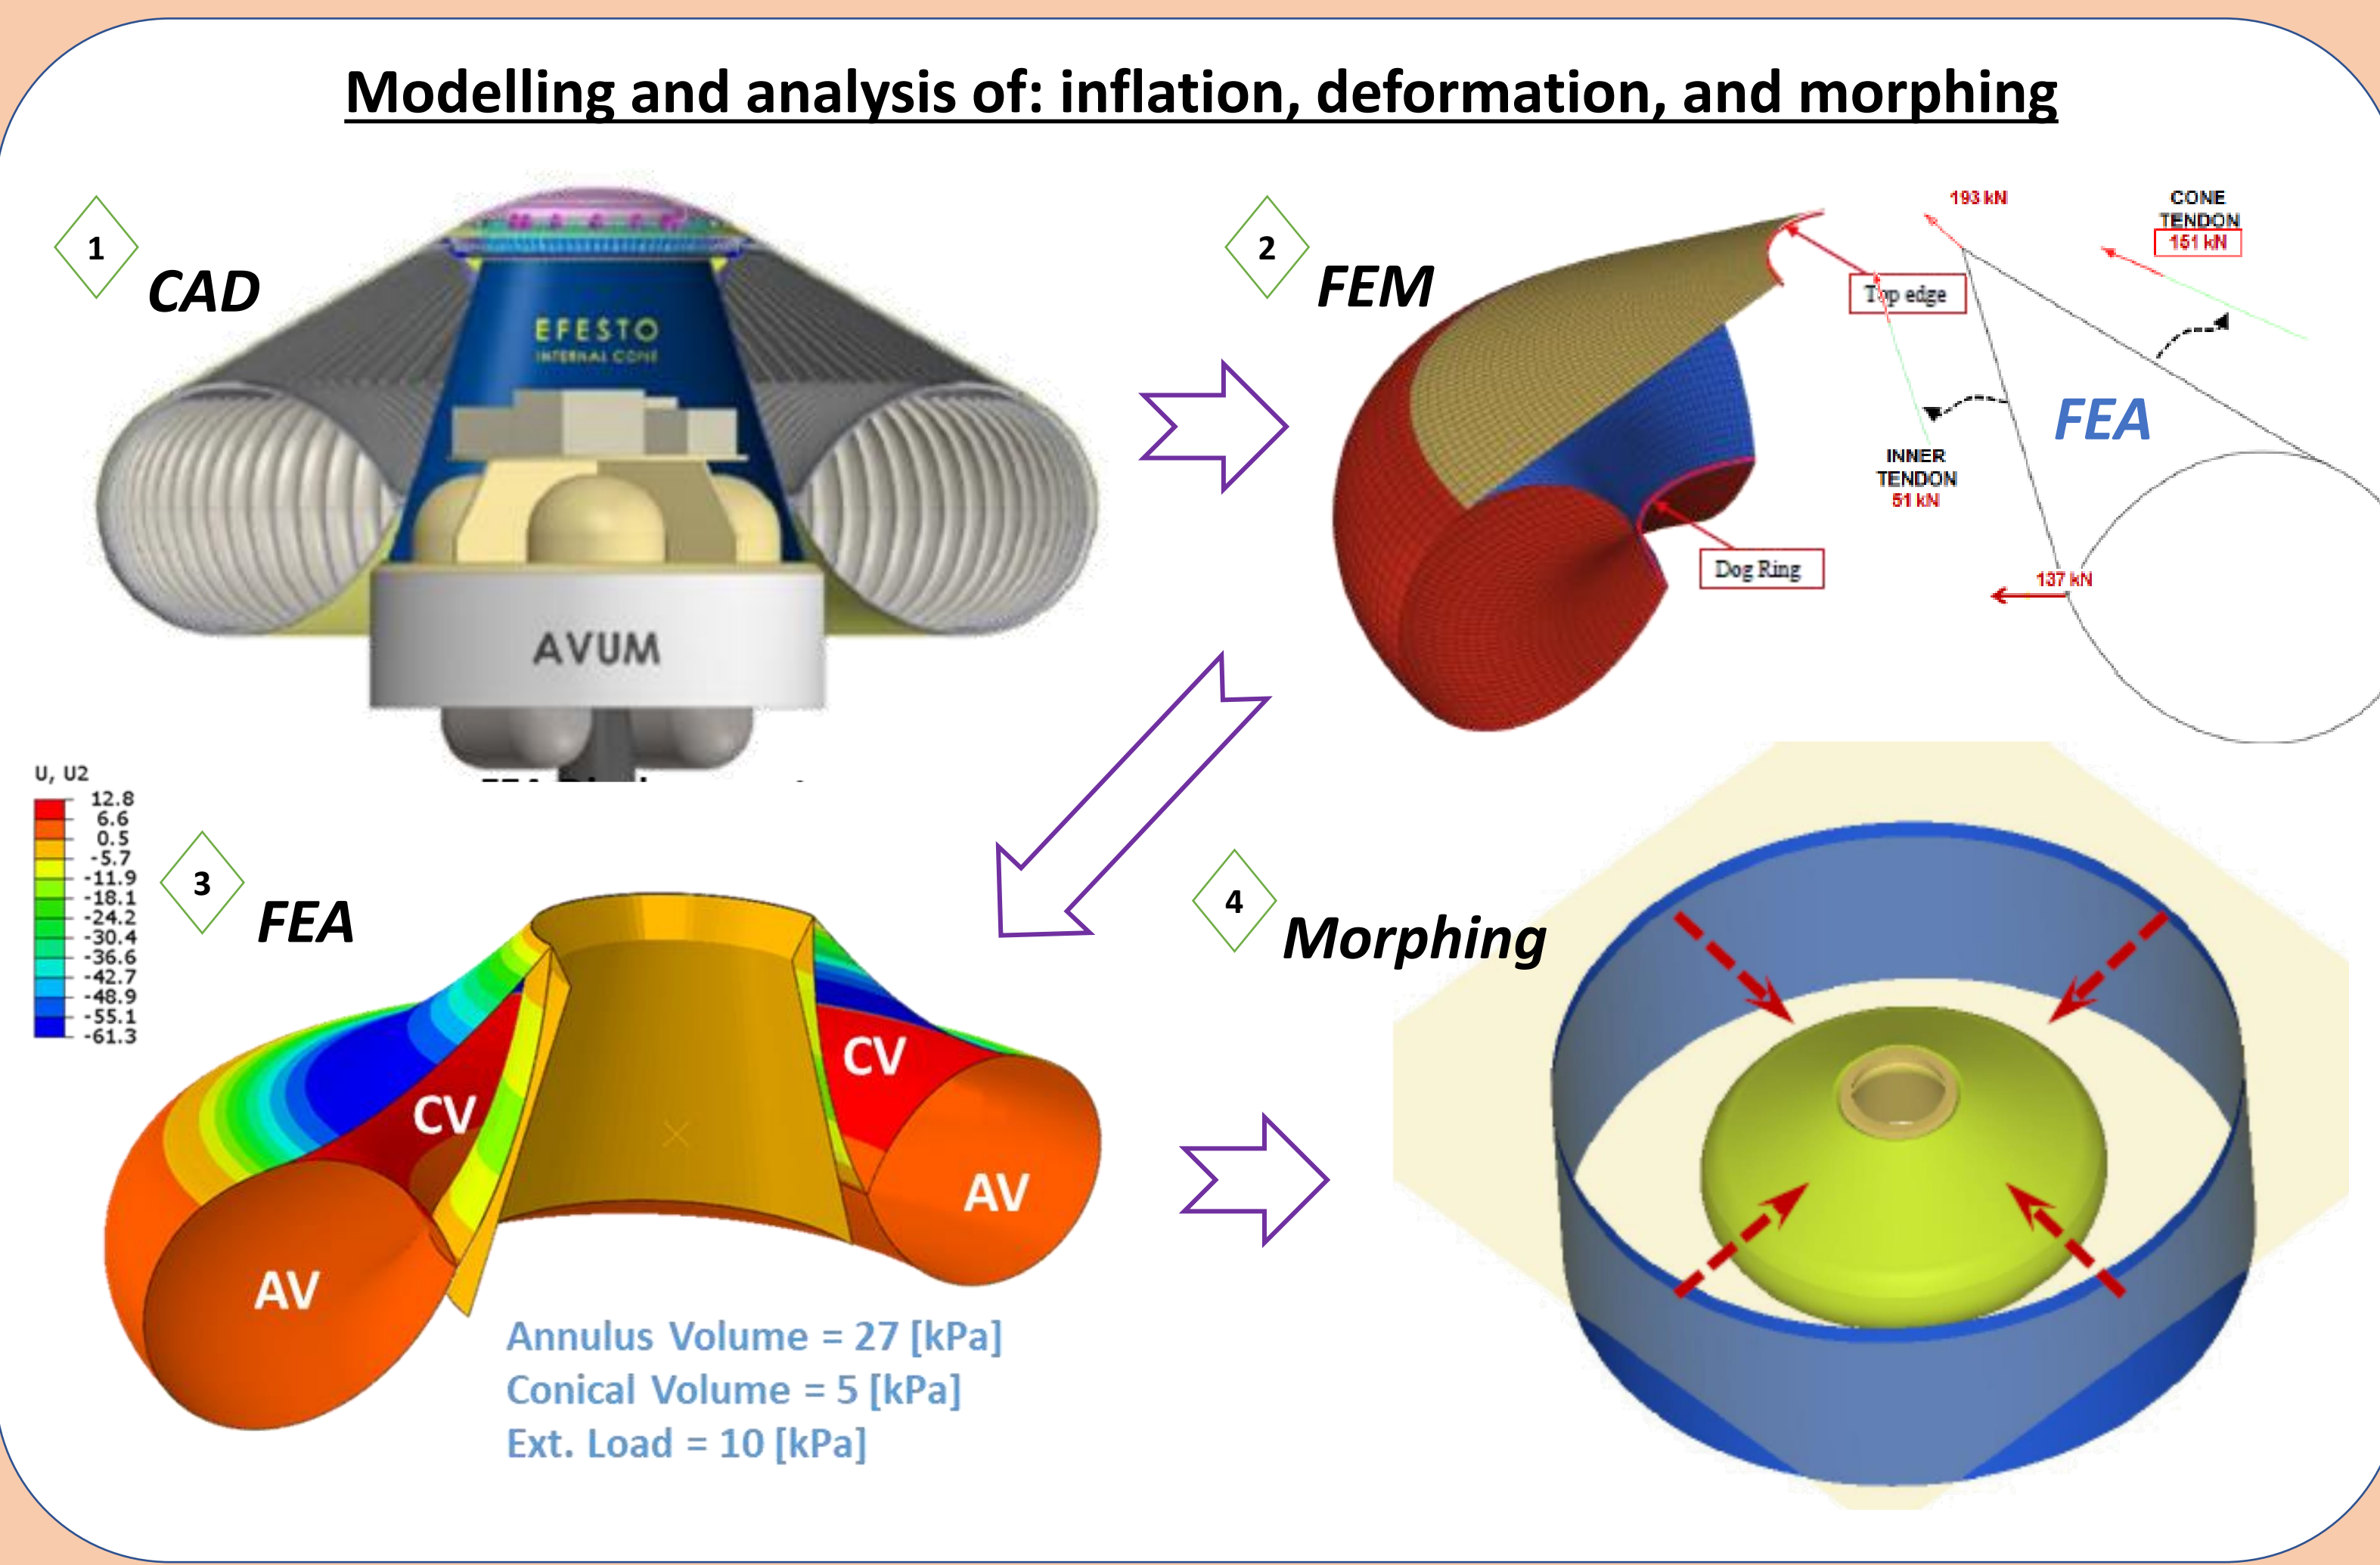 Modelling and analysis of: inflation, deformation, and morphing
1
CAD
EFESTO
INTERNAL CONE
AVUM
2
FEM
Top edge
Dog Ring
193 kN
CONE
TENDON
151 kN
FEA
INNER
TENDON
51 kN
137 kN
U, U2
12.8
6.6
0.5
-5.7
-11.9
-18.1
-24.2
-30.4
-36.6
-42.7
-48.9
-55.1
-61.3
3
FEA
CV
CV
AV
AV
Annulus Volume = 27 [kPa]
Conical Volume = 5 [kPa]
Ext. Load = 10 [kPa]
4
Morphing